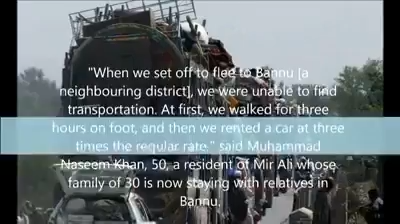 "When we set off to flee to Bannu [a
neighbouring district], we were unable to find
transportation. At first, we walked for three
hours on foot, and then we rented a car at three
times the regular rate," said Muhammad
Naseem Khan, 50, a resident of Mir Ali whose
family of 30 is now staying with relatives in
Bannu.